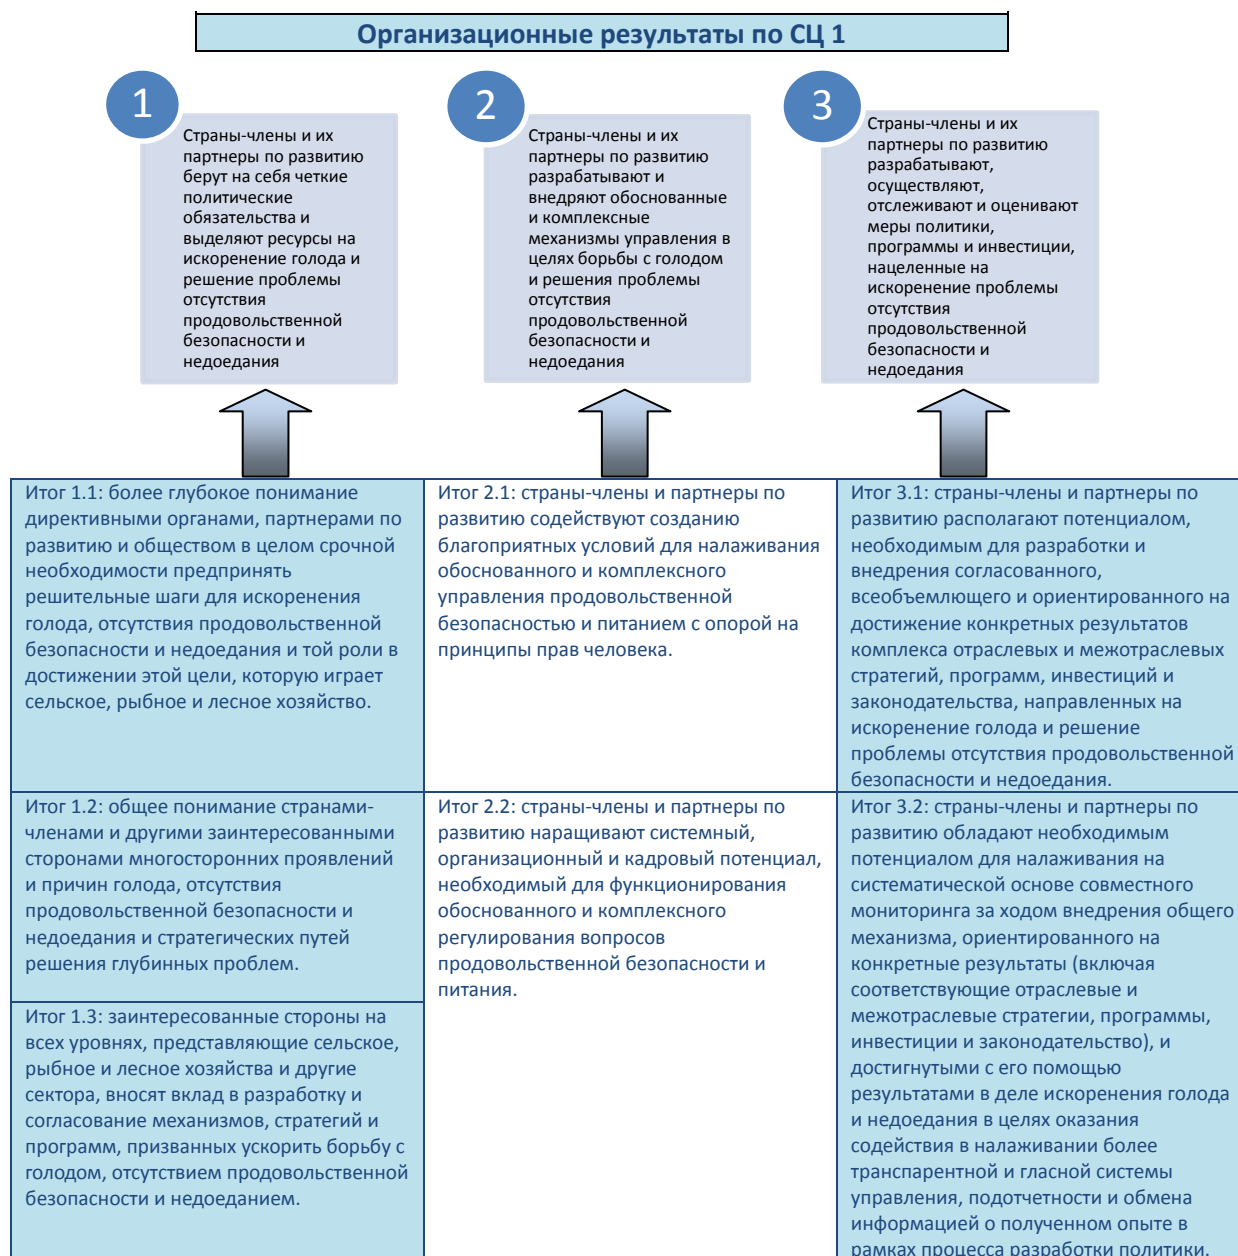 Организационные результаты по СЦ 1
1
Страны-члены и их
партнеры по развитию
берут на себя четкие
политические
обязательства и
выделяют ресурсы на
искоренение голода и
решение проблемы
отсутствия
продовольственной
безопасности и
недоедания
2
Страны-члены и их
партнеры по развитию
разрабатывают и
внедряют обоснованные
и комплексные
механизмы управления в
целях борьбы с голодом
и решения проблемы
отсутствия
продовольственной
безопасности и
недоедания
3
Страны-члены и их
партнеры по развитию
разрабатывают,
осуществляют,
отслеживают и оценивают
меры политики,
программы и инвестиции,
нацеленные на
искоренение проблемы
отсутствия
продовольственной
безопасности и
недоедания
Итог 1.1: более глубокое понимание
директивными органами, партнерами по
развитию и обществом в целом срочной
необходимости предпринять
решительные шаги для искоренения
голода, отсутствия продовольственной
безопасности и недоедания и той роли в
достижении этой цели, которую играет
сельское, рыбное и лесное хозяйство.
Итог 2.1: страны-члены и партнеры по
развитию содействуют созданию
благоприятных условий для налаживания
обоснованного и комплексного
управления продовольственной
безопасностью и питанием с опорой на
принципы прав человека.
Итог 3.1: страны-члены и партнеры по
развитию располагают потенциалом,
необходимым для разработки и
внедрения согласованного,
всеобъемлющего и ориентированного на
достижение конкретных результатов
комплекса отраслевых и межотраслевых
стратегий, программ, инвестиций и
законодательства, направленных на
искоренение голода и решение
проблемы отсутствия продовольственной
безопасности и недоедания.
Итог 1.2: общее понимание странами-
членами и другими заинтересованными
сторонами многосторонних проявлений
и причин голода, отсутствия
продовольственной безопасности и
недоедания и стратегических путей
решения глубинных проблем.
Итог 2.2: страны-члены и партнеры по
развитию наращивают системный,
организационный и кадровый потенциал,
необходимый для функционирования
обоснованного и комплексного
регулирования вопросов
продовольственной безопасности и
питания.
Итог 3.2: страны-члены и партнеры по
развитию обладают необходимым
потенциалом для налаживания на
систематической основе совместного
мониторинга за ходом внедрения общего
механизма, ориентированного на
конкретные результаты (включая
соответствующие отраслевые и
межотраслевые стратегии, программы,
инвестиции и законодательство), и
достигнутыми с его помощью
результатами в деле искоренения голода
и недоедания в целях оказания
содействия в налаживании более
транспарентной и гласной системы
управления, подотчетности и обмена
информацией о полученном опыте в
рамках процесса разработки политики.
Итог 1.3: заинтересованные стороны на
всех уровнях, представляющие сельское,
рыбное и лесное хозяйства и другие
сектора, вносят вклад в разработку и
согласование механизмов, стратегий и
программ, призванных ускорить борьбу с
голодом, отсутствием продовольственной
безопасности и недоеданием.